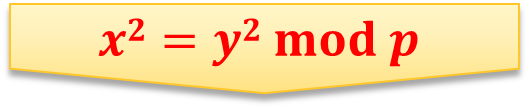 x² = y² mod p